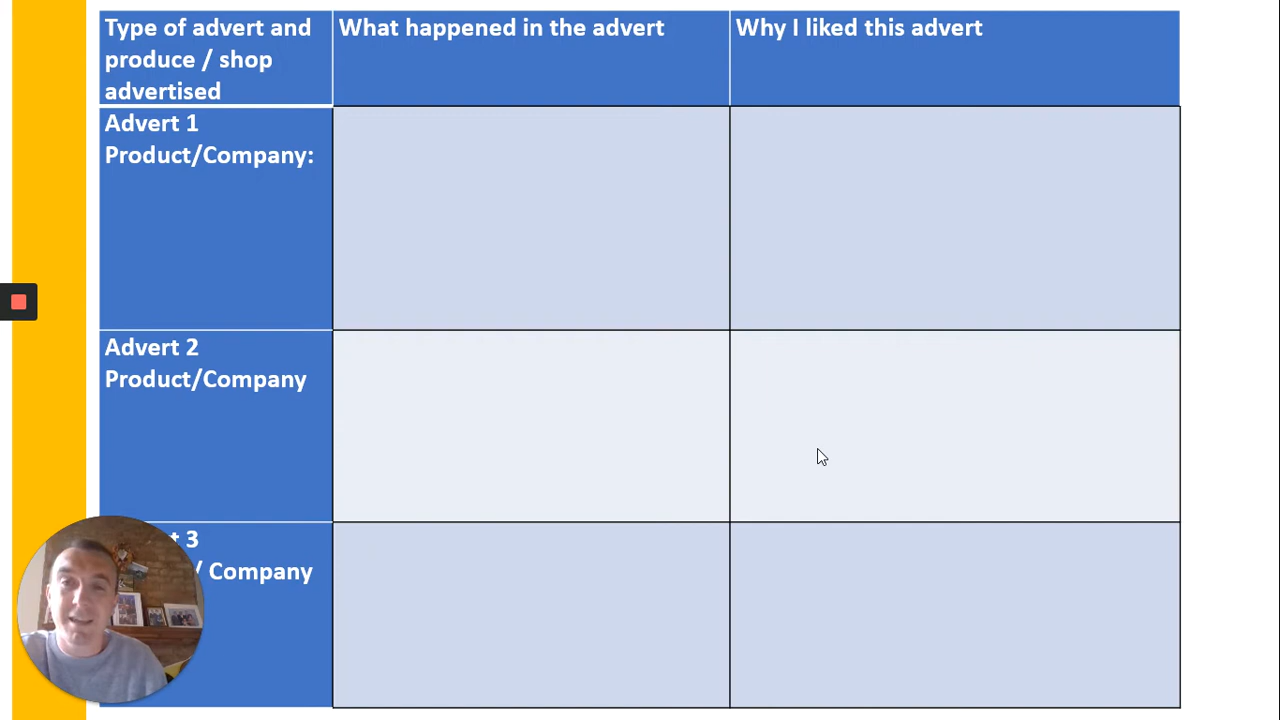 Type of advert and
produce / shop
advertised
What happened in the advert
Why I liked this advert
Advert 1
Product/Company:
Advert 2
Product/Company
3
/ Company